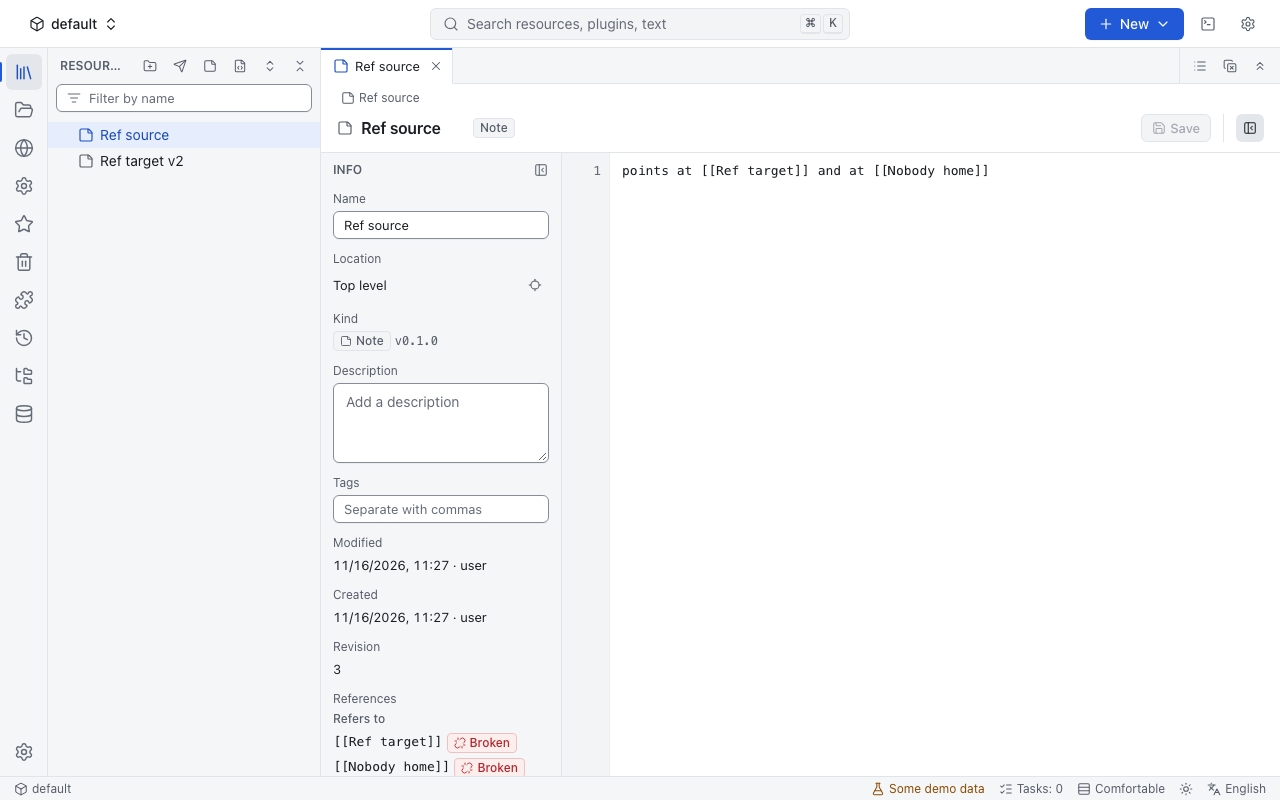 default
Search resources, plugins, text
⌘ K
New
RESOUR...
Filter by name
Ref source
Ref target v2
Ref source
Ref source
Ref source
Note
Save
INFO
Name
Ref source
Location
Top level
Kind
Note v0.1.0
Description
Add a description
Tags
Separate with commas
Modified
11/16/2026, 11:27 · user
Created
11/16/2026, 11:27 · user
Revision
3
References
Refers to
[[Ref target]] Broken
[[Nobody home]] Broken
1 points at [[Ref target]] and at [[Nobody home]]
default
Some demo data
Tasks: 0
Comfortable
English